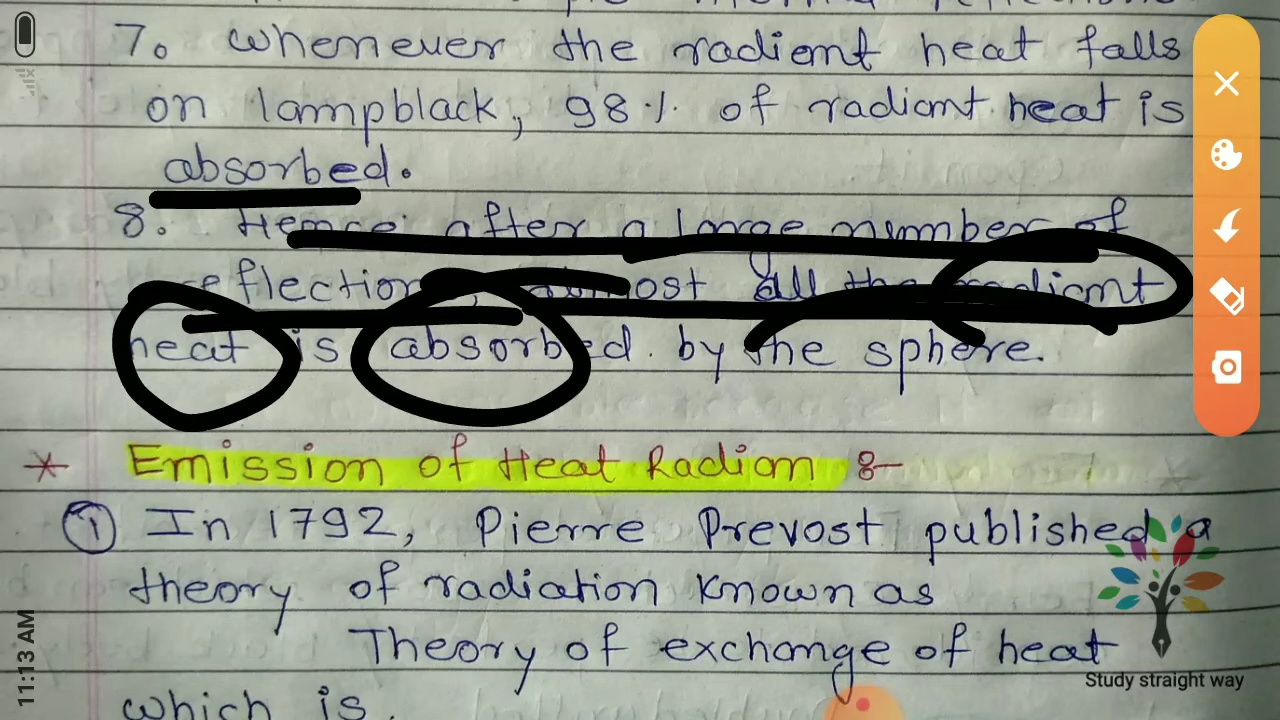 7. Whenever the radiant heat falls
on lampblack, 98% of radiant heat is
absorbed.
8. Hence after a large number of
reflection, almost all the radiant
heat is absorbed by the sphere.
* Emission of Heat Radion :-
① In 1792, Pierre Prevost published a
theory of radiation known as
Theory of exchange of heat
which is
Study straight way
11:13 AM